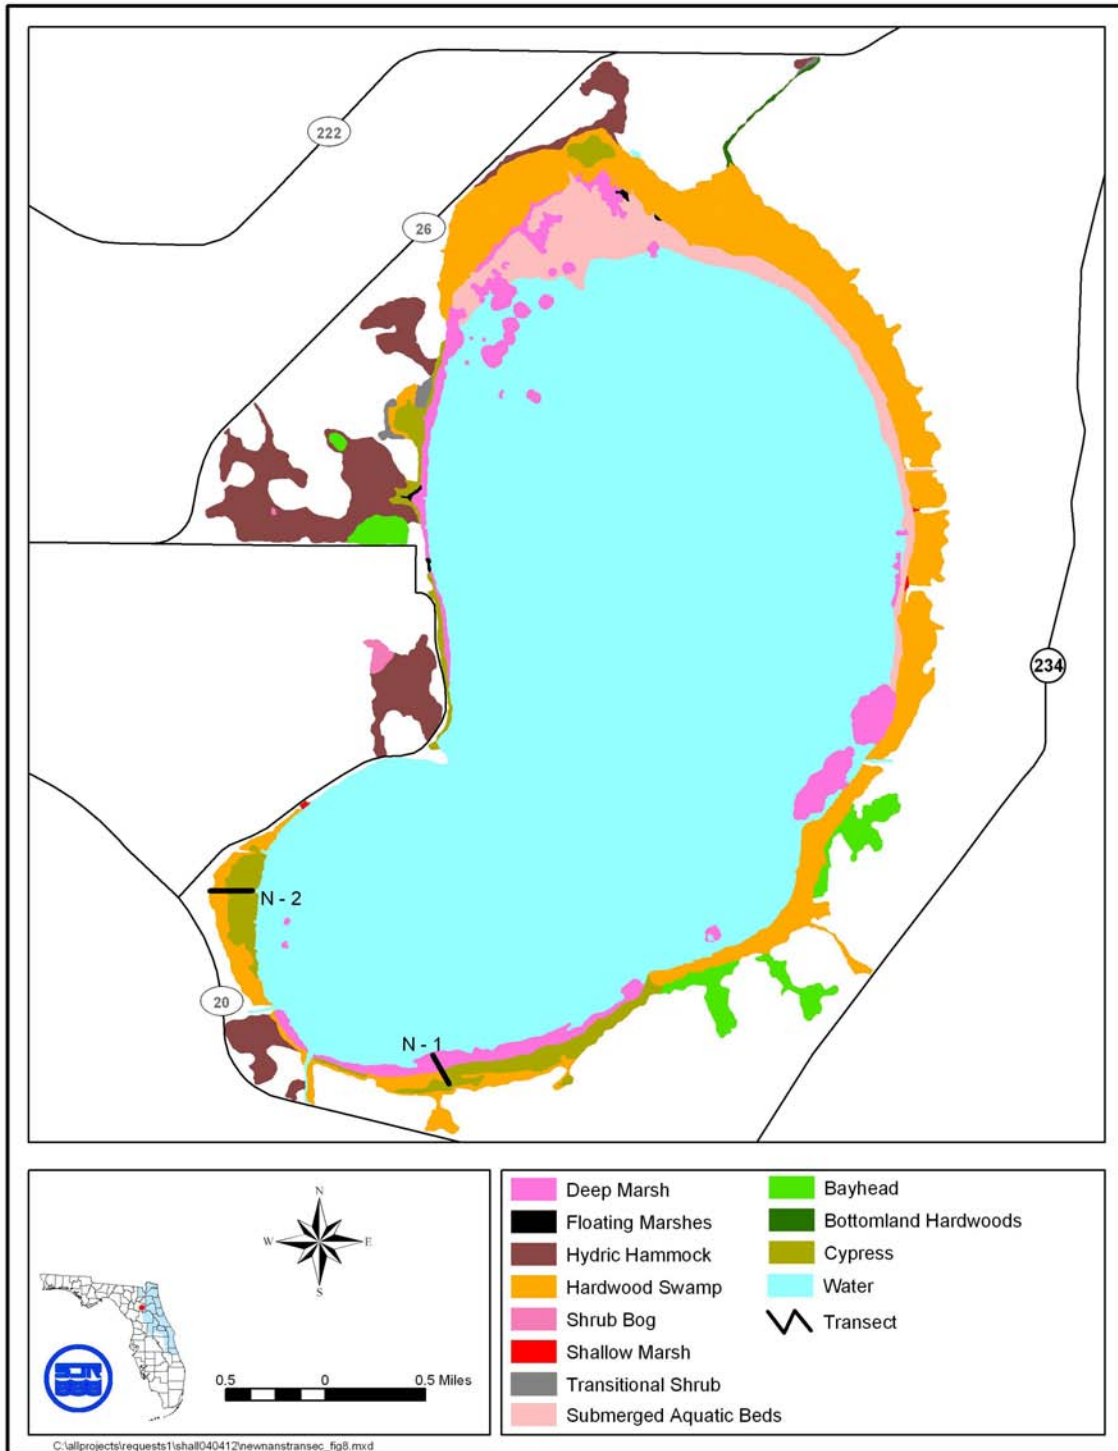 222
26
234
N - 2
20
N - 1
N
W
E
S
0.5
0
0.5 Miles
Deep Marsh
Floating Marshes
Hydric Hammock
Hardwood Swamp
Shrub Bog
Shallow Marsh
Transitional Shrub
Submerged Aquatic Beds
Bayhead
Bottomland Hardwoods
Cypress
Water
Transect
C:\allprojects\requests1\shall040412\newnanstransec_fig8.mxd